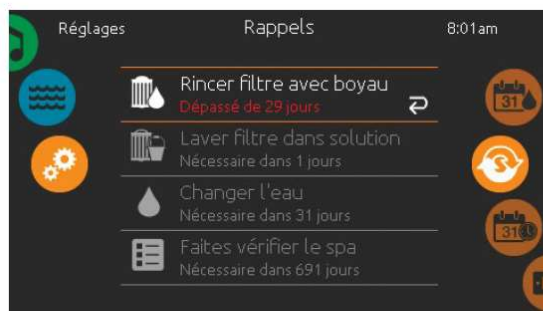 Réglages
Rappels
8:01am
Rincer filtre avec boyau
Dépassé de 29 jours
Laver filtre dans solution
Nécessaire dans 1 jours
Changer l'eau
Nécessaire dans 31 jours
Faites vérifier le spa
Nécessaire dans 691 jours
31
31